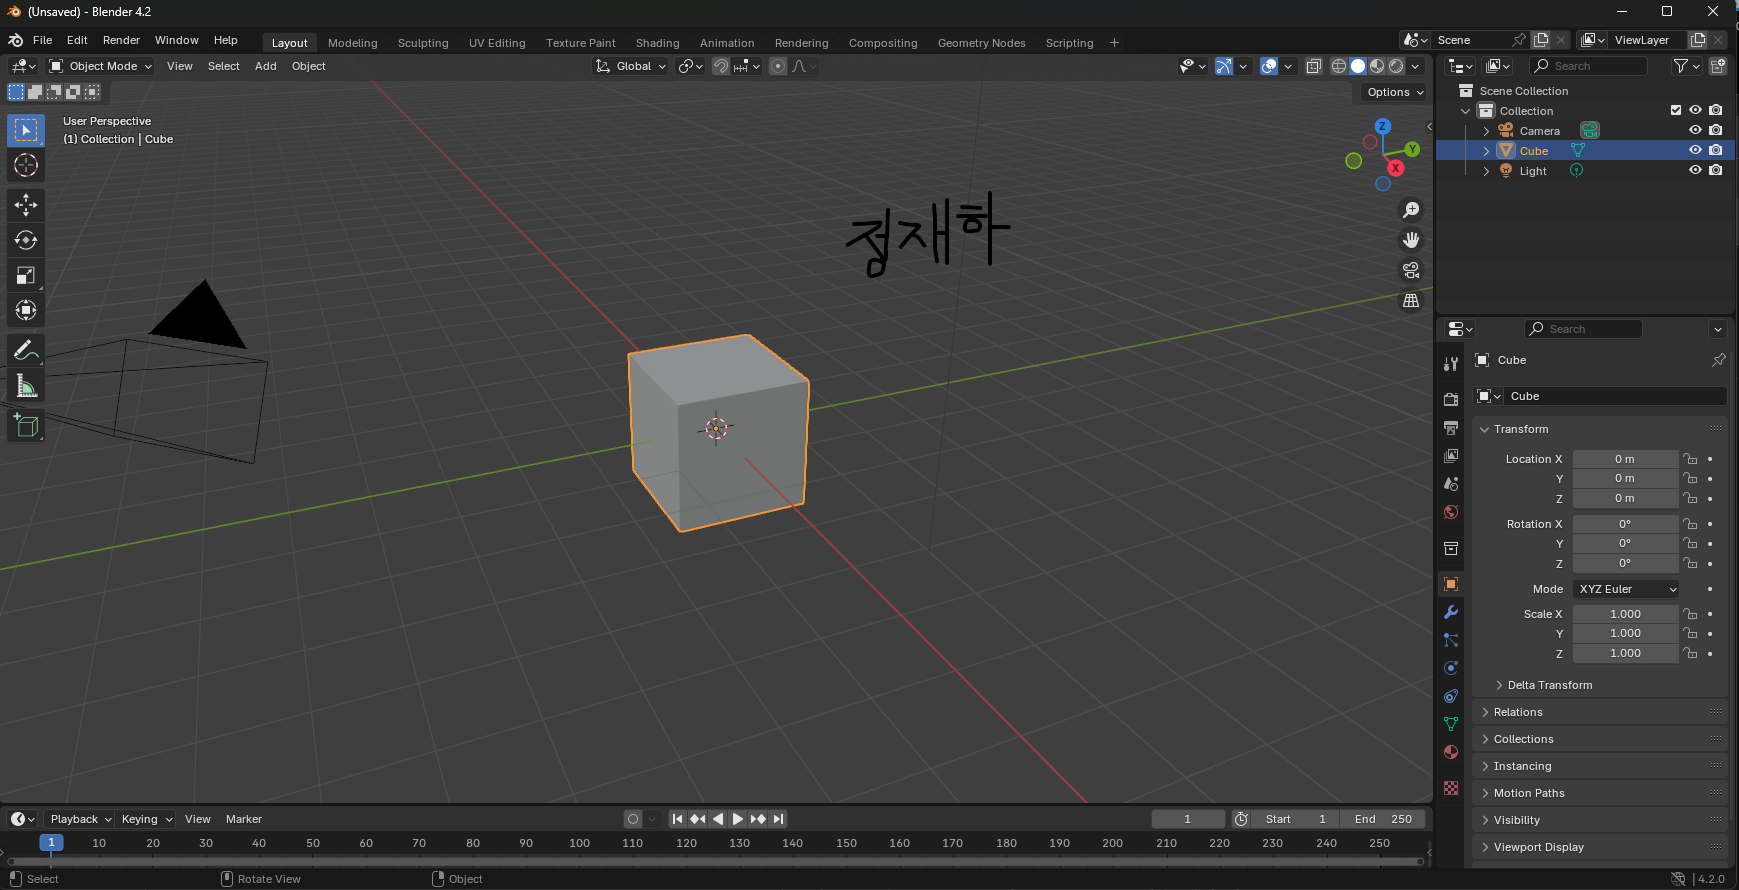 (Unsaved) - Blender 4.2
File Edit Render Window Help Layout Modeling Sculpting UV Editing Texture Paint Shading Animation Rendering Compositing Geometry Nodes Scripting + Scene ViewLayer
Object Mode View Select Add Object Global Search
Options
User Perspective
(1) Collection | Cube
Z
Y
X
정재하
Scene Collection
Collection
Camera
Cube
Light
Search
Cube
Cube
Transform
Location X 0 m
Y 0 m
Z 0 m
Rotation X 0°
Y 0°
Z 0°
Mode XYZ Euler
Scale X 1.000
Y 1.000
Z 1.000
Delta Transform
Relations
Collections
Instancing
Motion Paths
Visibility
Viewport Display
Playback Keying View Marker 1 Start 1 End 250
1 10 20 30 40 50 60 70 80 90 100 110 120 130 140 150 160 170 180 190 200 210 220 230 240 250
Select Rotate View Object 4.2.0